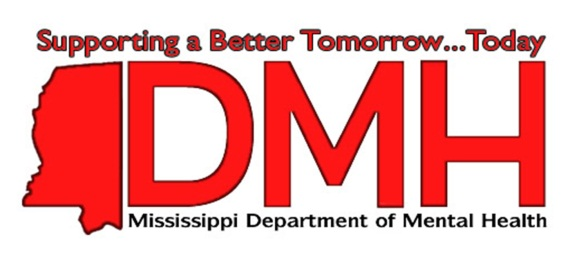 Supporting a Better Tomorrow...Today
DMH
Mississippi Department of Mental Health